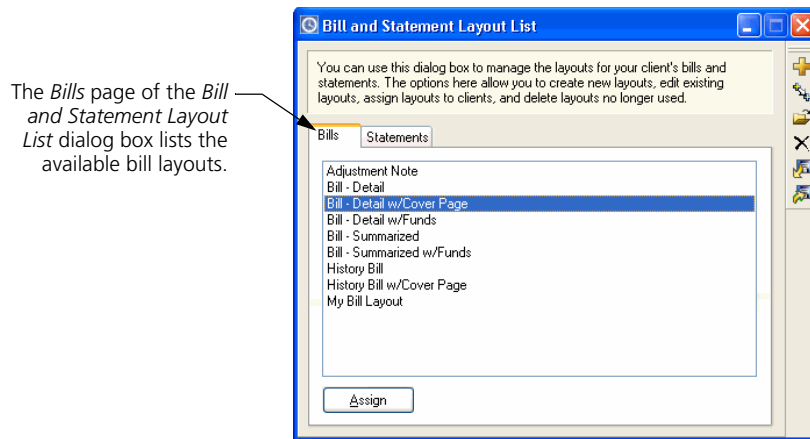 Bill and Statement Layout List
You can use this dialog box to manage the layouts for your client's bills and
statements. The options here allow you to create new layouts, edit existing
layouts, assign layouts to clients, and delete layouts no longer used.
The Bills page of the Bill
and Statement Layout
List dialog box lists the
available bill layouts.
Bills
Statements
Adjustment Note
Bill - Detail
Bill - Detail w/Cover Page
Bill - Detail w/Funds
Bill - Summarized
Bill - Summarized w/Funds
History Bill
History Bill w/Cover Page
My Bill Layout
Assign